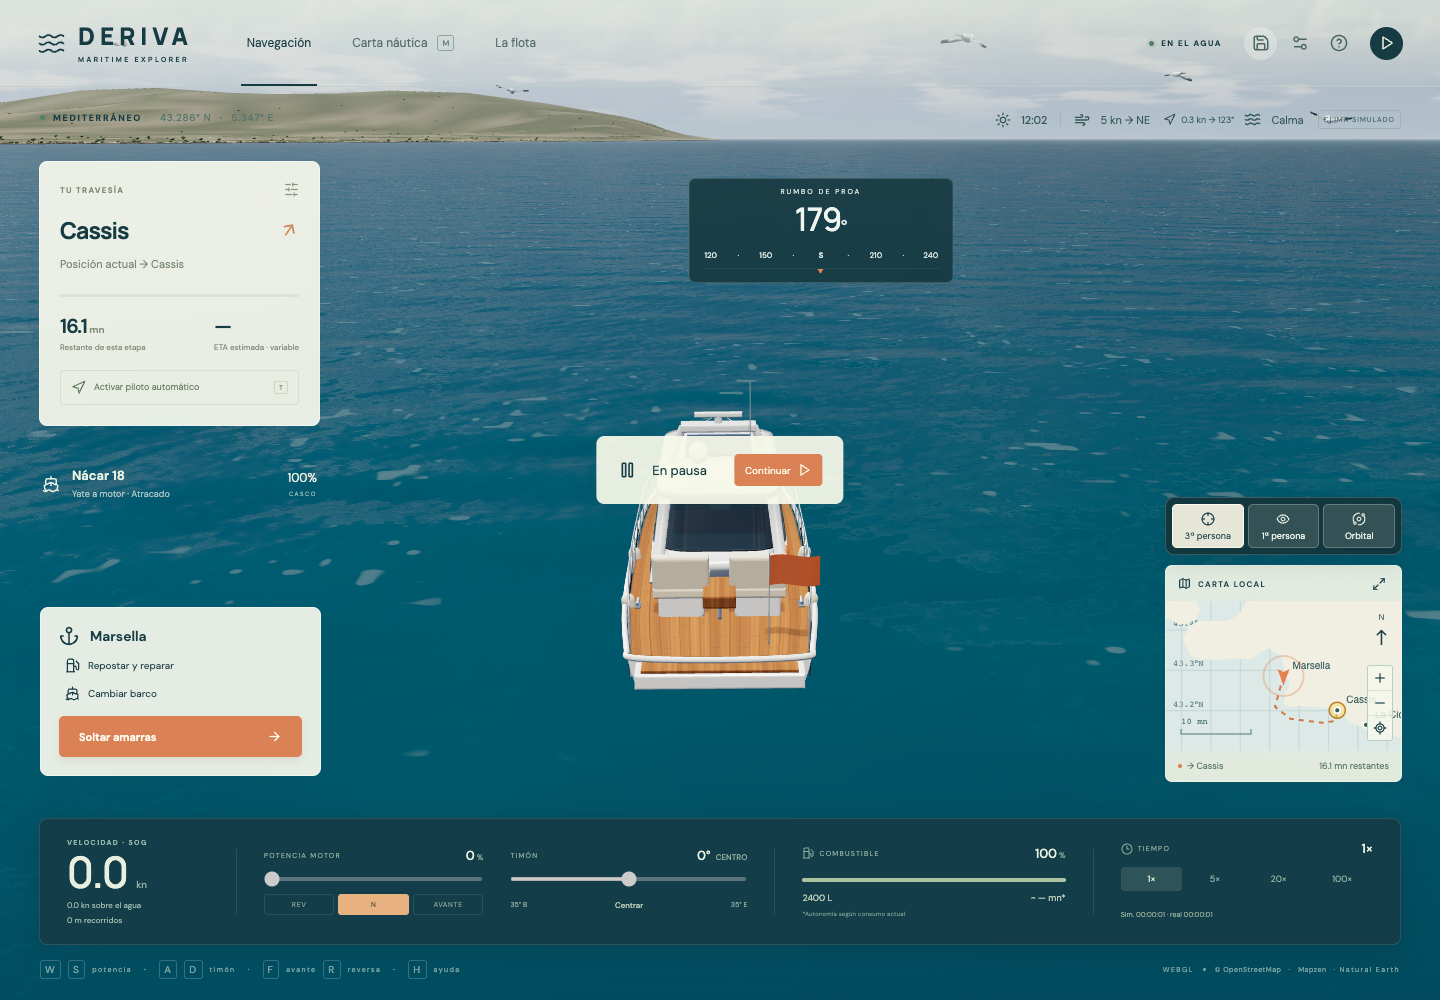 DERIVA
MARITIME EXPLORER
Navegación
Carta náutica M
La flota
EN EL AGUA
MEDITERRÁNEO 43.286° N · 5.347° E
12:02
5 kn → NE
0.3 kn → 123°
Calma
SIMULADO
TU TRAVESÍA
Cassis
Posición actual → Cassis
16.1 mn
Restante de esta etapa
—
ETA estimada · variable
Activar piloto automático T
RUMBO DE PROA
179°
120 · 150 · S · 210 · 240
Nácar 18
Yate a motor · Atracado
100%
CASCO
En pausa
Continuar
3ª persona
1ª persona
Orbital
CARTA LOCAL
N
43.3°N
Marsella
43.2°N
10 mn
→ Cassis
16.1 mn restantes
Marsella
Repostar y reparar
Cambiar barco
Soltar amarras →
VELOCIDAD · SOG
0.0 kn
0.0 kn sobre el agua
0 m recorridos
POTENCIA MOTOR 0 %
REV N AVANTE
TIMÓN 0° CENTRO
35° B Centrar 35° E
COMBUSTIBLE 100 %
2400 L ~ — mn*
*Autonomía según consumo actual
TIEMPO 1×
1× 5× 20× 100×
Sim. 00:00:01 · real 00:00:01
W S potencia · A D timón · F avante R reversa · H ayuda
WEBGL • © OpenStreetMap · Mapzen · Natural Earth